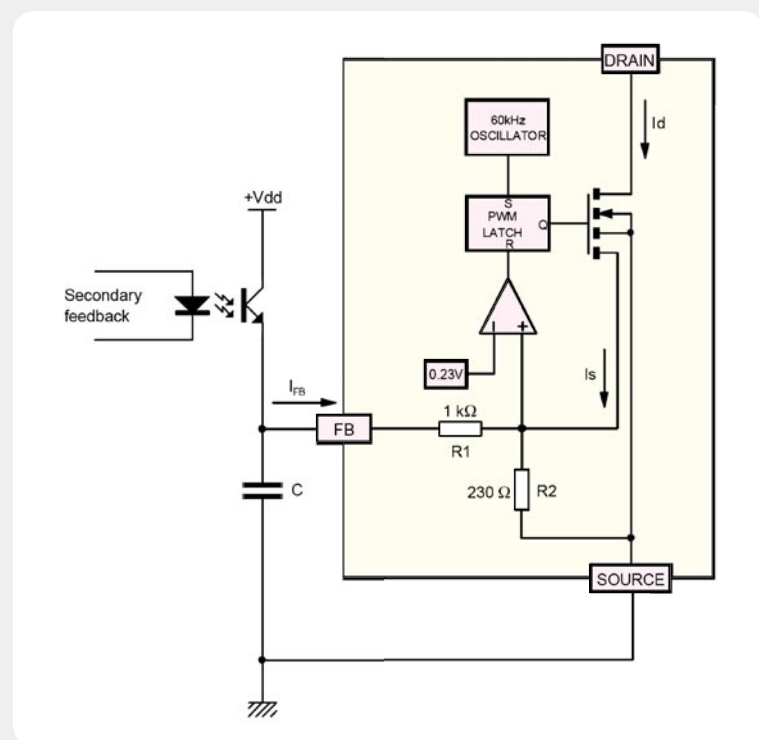 DRAIN
60kHz
OSCILLATOR
Id
+Vdd
S
PWM
LATCH
Q
R
Secondary
feedback
- +
0.23V
Is
I_FB
1 kΩ
FB
R1
230 Ω R2
C
SOURCE